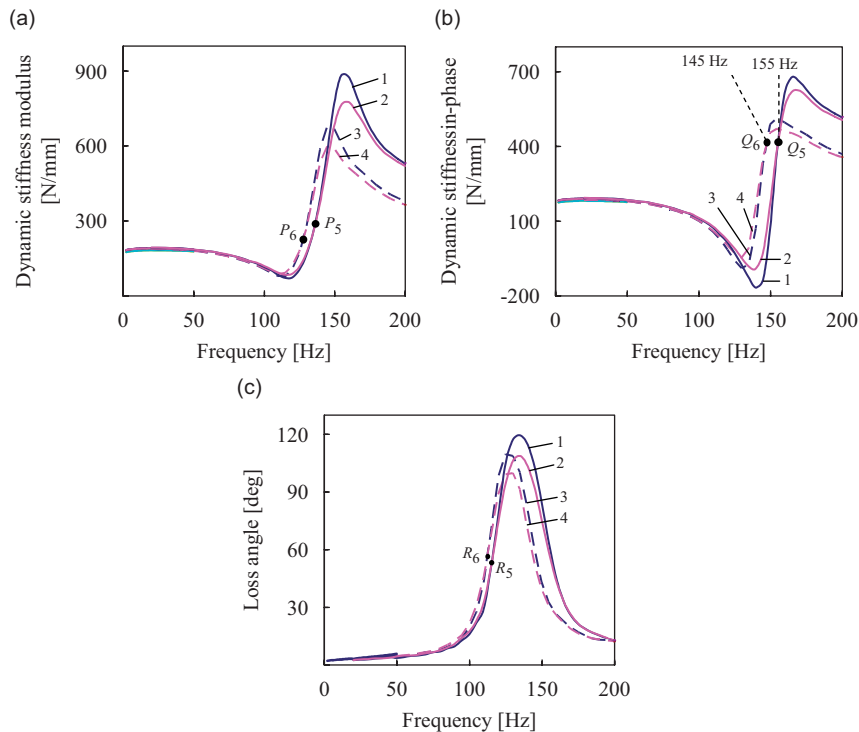 (a)
Dynamic stiffness modulus
[N/mm]
900
600
300
0
50
100
150
200
Frequency [Hz]
P6
P5
1
2
3
4
(b)
Dynamic stiffnessin-phase
[N/mm]
700
400
100
-200
0
50
100
150
200
Frequency [Hz]
145 Hz
155 Hz
Q6
Q5
3
4
2
1
(c)
Loss angle [deg]
120
90
60
30
0
50
100
150
200
Frequency [Hz]
R6
R5
1
2
3
4